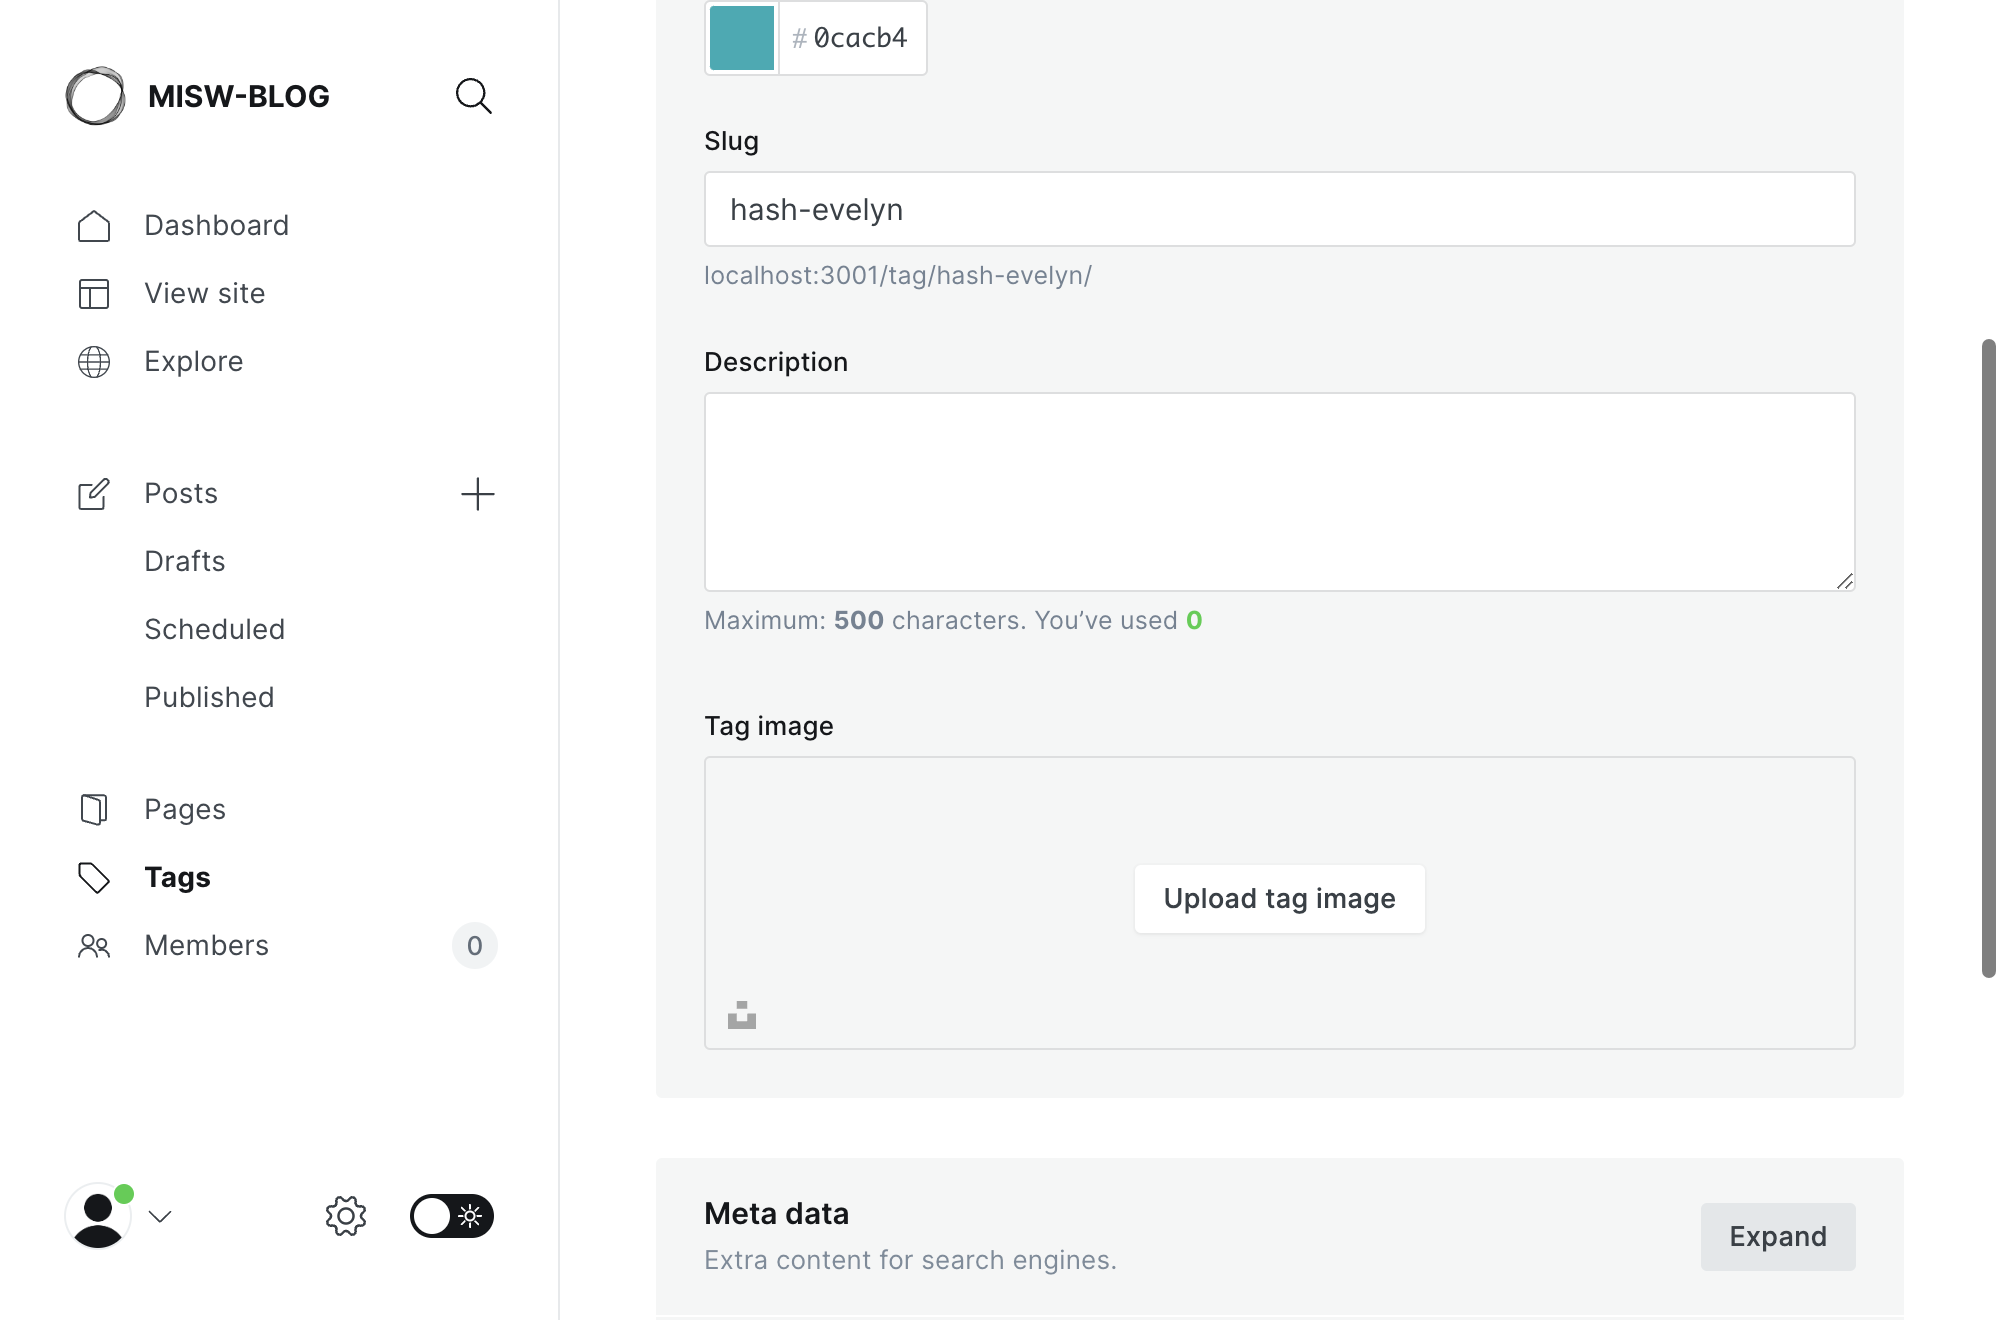 MISW-BLOG
Dashboard
View site
Explore
Posts
Drafts
Scheduled
Published
Pages
Tags
Members
0
#0cacb4
Slug
hash-evelyn
localhost:3001/tag/hash-evelyn/
Description
Maximum: 500 characters. You’ve used 0
Tag image
Upload tag image
Meta data
Extra content for search engines.
Expand